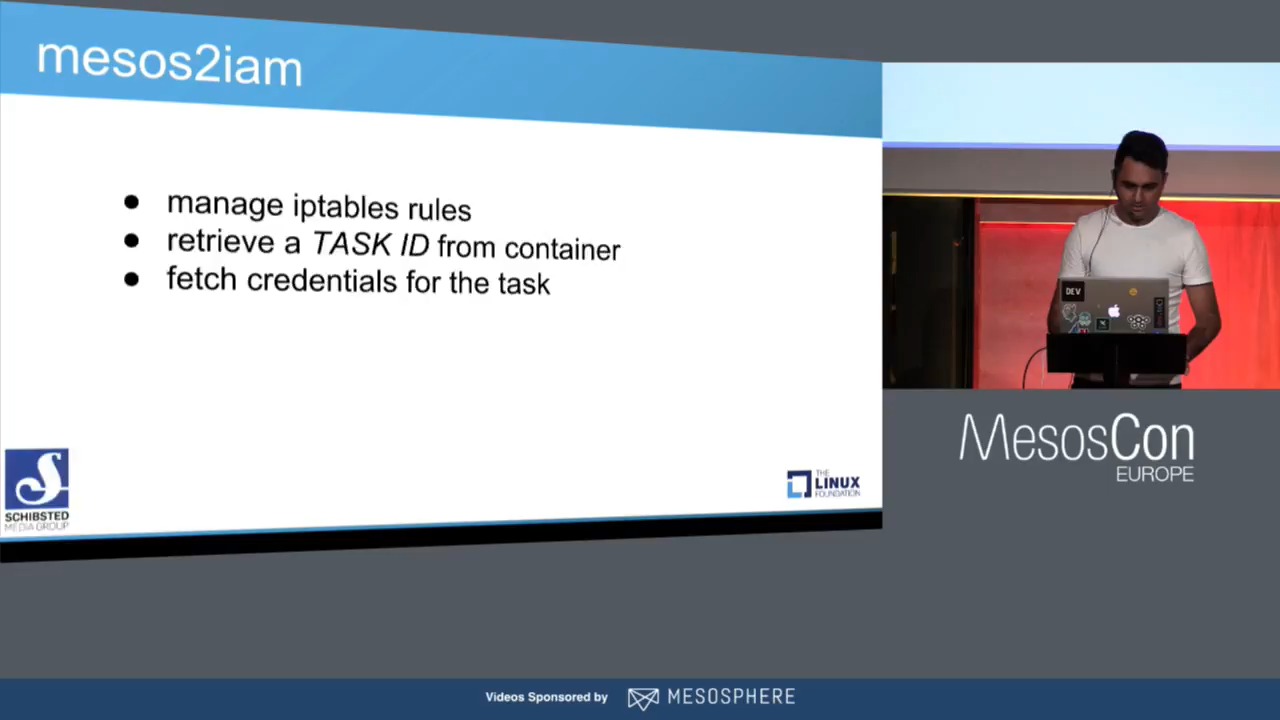 mesos2iam
● manage iptables rules
● retrieve a TASK ID from container
● fetch credentials for the task
SCHIBSTED
MEDIA GROUP
THE
LINUX
FOUNDATION
DEV
MesosCon
EUROPE
Videos Sponsored by MESOSPHERE